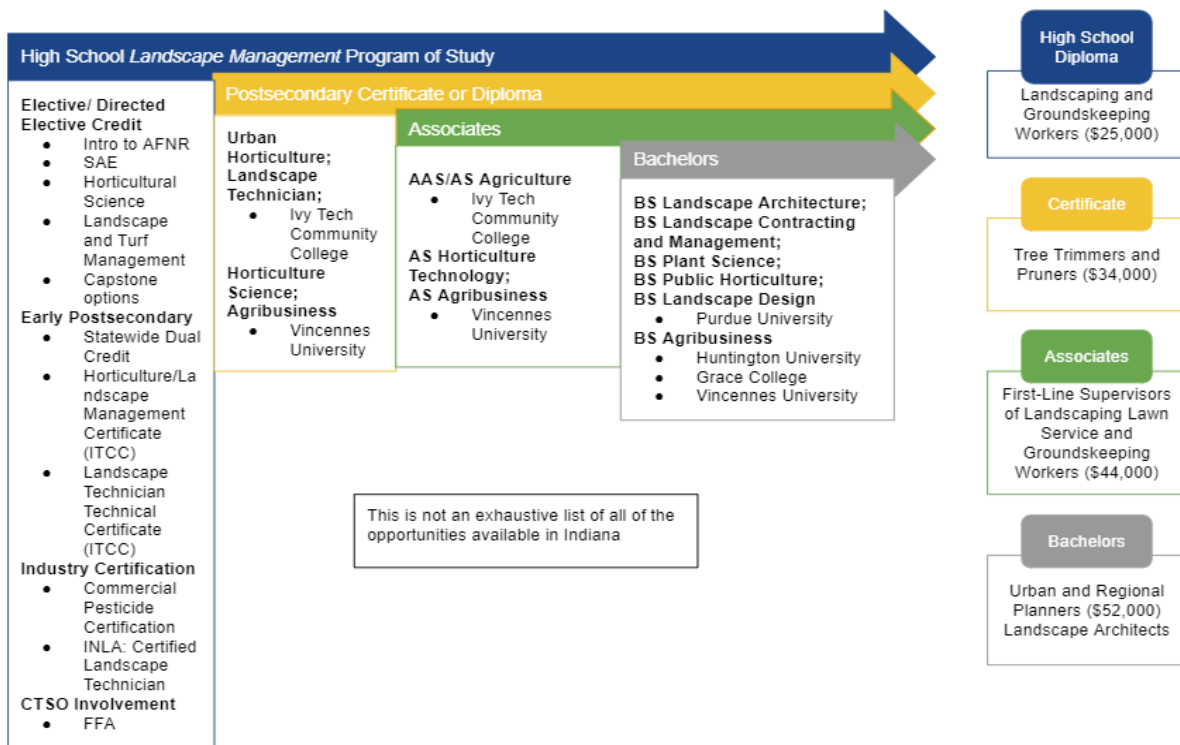 High School Landscape Management Program of Study
Elective/ Directed
Elective Credit
● Intro to AFNR
● SAE
● Horticultural
Science
● Landscape
and Turf
Management
● Capstone
options
Early Postsecondary
● Statewide Dual
Credit
● Horticulture/La
ndscape
Management
Certificate
(ITCC)
● Landscape
Technician
Technical
Certificate
(ITCC)
Industry Certification
● Commercial
Pesticide
Certification
● INLA: Certified
Landscape
Technician
CTSO Involvement
● FFA
Postsecondary Certificate or Diploma
Urban
Horticulture;
Landscape
Technician;
● Ivy Tech
Community
College
Horticulture
Science;
Agribusiness
● Vincennes
University
Associates
AAS/AS Agriculture
● Ivy Tech
Community
College
AS Horticulture
Technology;
AS Agribusiness
● Vincennes
University
Bachelors
BS Landscape Architecture;
BS Landscape Contracting
and Management;
BS Plant Science;
BS Public Horticulture;
BS Landscape Design
● Purdue University
BS Agribusiness
● Huntington University
● Grace College
● Vincennes University
This is not an exhaustive list of all of the
opportunities available in Indiana
High School
Diploma
Landscaping and
Groundskeeping
Workers ($25,000)
Certificate
Tree Trimmers and
Pruners ($34,000)
Associates
First-Line Supervisors
of Landscaping Lawn
Service and
Groundskeeping
Workers ($44,000)
Bachelors
Urban and Regional
Planners ($52,000)
Landscape Architects